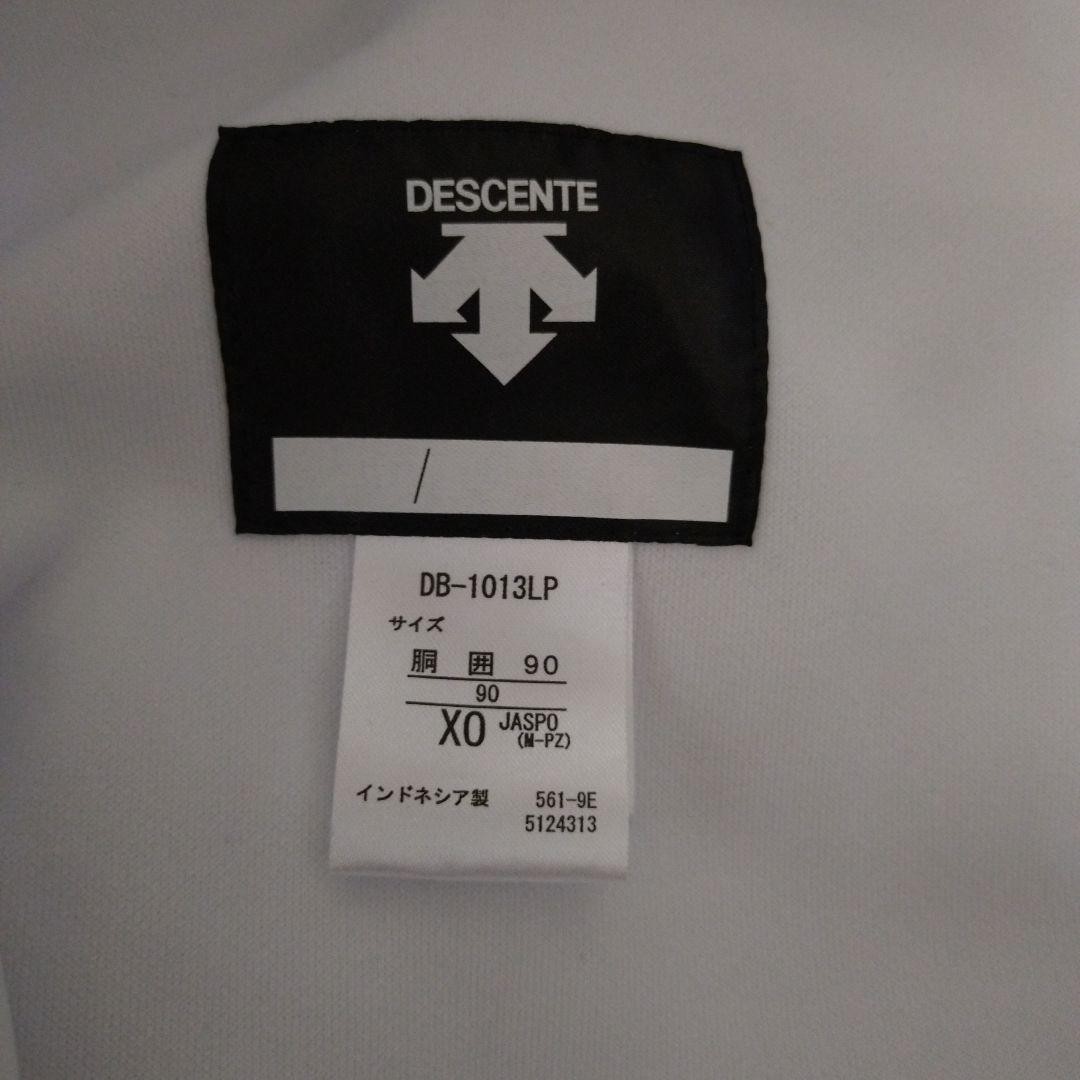 DESCENTE
/
DB-1013LP
サイズ
胴 囲 90
90
XO JASPO
(M-PZ)
インドネシア製 561-9E
5124313